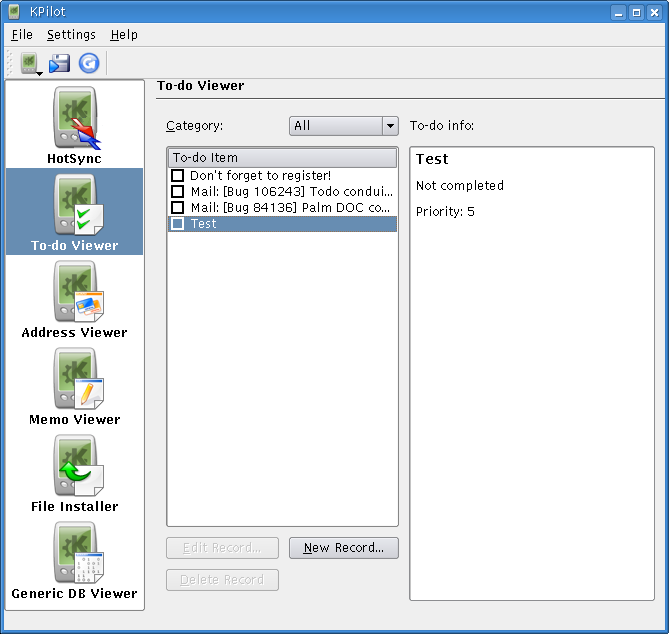 KPilot
File Settings Help
HotSync
To-do Viewer
Address Viewer
Memo Viewer
File Installer
Generic DB Viewer
To-do Viewer
Category: All
To-do Item
Don't forget to register!
Mail: [Bug 106243] Todo condui...
Mail: [Bug 84136] Palm DOC co...
Test
Edit Record... New Record...
Delete Record
To-do info:
Test
Not completed
Priority: 5